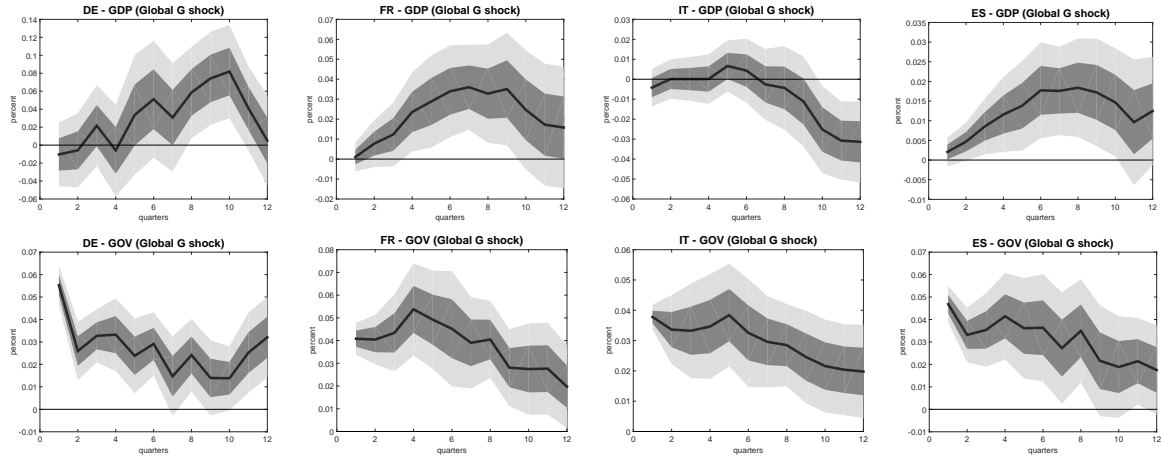 DE - GDP (Global G shock)
0.14
0.12
0.1
0.08
0.06
0.04
0.02
0
-0.02
-0.04
-0.06
percent
0 2 4 6 8 10 12
quarters
FR - GDP (Global G shock)
0.07
0.06
0.05
0.04
0.03
0.02
0.01
0
-0.01
-0.02
percent
0 2 4 6 8 10 12
quarters
IT - GDP (Global G shock)
0.03
0.02
0.01
0
-0.01
-0.02
-0.03
-0.04
-0.05
-0.06
percent
0 2 4 6 8 10 12
quarters
ES - GDP (Global G shock)
0.035
0.03
0.025
0.02
0.015
0.01
0.005
0
-0.005
-0.01
percent
0 2 4 6 8 10 12
quarters
DE - GOV (Global G shock)
0.07
0.06
0.05
0.04
0.03
0.02
0.01
0
-0.01
percent
0 2 4 6 8 10 12
quarters
FR - GOV (Global G shock)
0.08
0.07
0.06
0.05
0.04
0.03
0.02
0.01
0
percent
0 2 4 6 8 10 12
quarters
IT - GOV (Global G shock)
0.06
0.05
0.04
0.03
0.02
0.01
0
percent
0 2 4 6 8 10 12
quarters
ES - GOV (Global G shock)
0.07
0.06
0.05
0.04
0.03
0.02
0.01
0
-0.01
percent
0 2 4 6 8 10 12
quarters